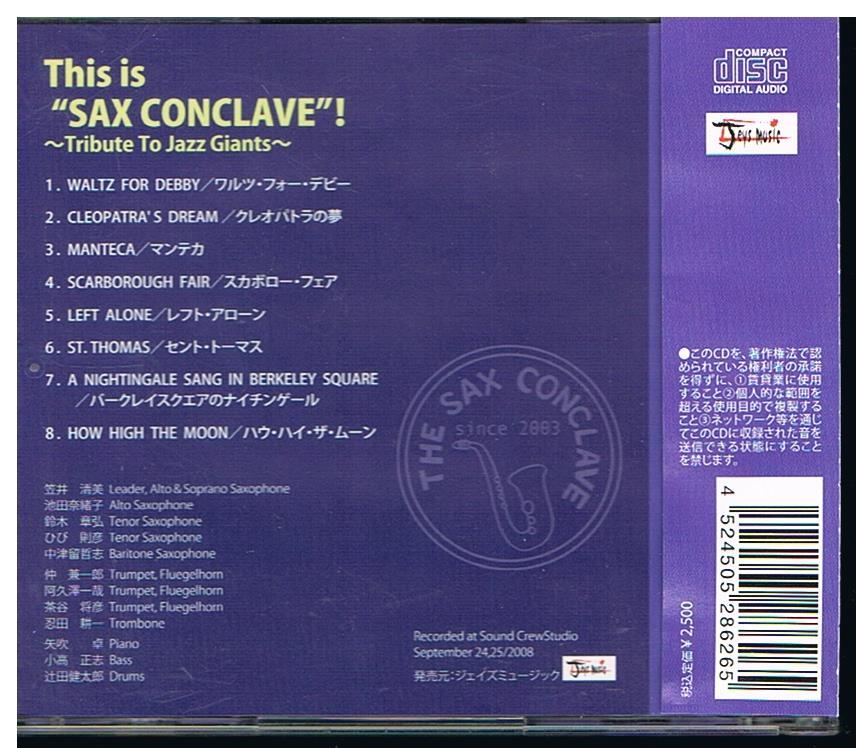 This is
“SAX CONCLAVE”!
～Tribute To Jazz Giants～
1. WALTZ FOR DEBBY／ワルツ・フォー・デビー
2. CLEOPATRA'S DREAM／クレオパトラの夢
3. MANTECA／マンテカ
4. SCARBOROUGH FAIR／スカボロー・フェア
5. LEFT ALONE／レフト・アローン
6. ST. THOMAS／セント・トーマス
7. A NIGHTINGALE SANG IN BERKELEY SQUARE
／バークレイスクエアのナイチンゲール
8. HOW HIGH THE MOON／ハウ・ハイ・ザ・ムーン
笠井　清美 Leader, Alto & Soprano Saxophone
池田奈緒子 Alto Saxophone
鈴木　章弘 Tenor Saxophone
ひび　則彦 Tenor Saxophone
中津留哲志 Baritone Saxophone
仲　兼一郎 Trumpet, Fluegelhorn
阿久澤一哉 Trumpet, Fluegelhorn
茶谷　将彦 Trumpet, Fluegelhorn
忍田　耕一 Trombone
矢吹　　卓 Piano
小高　正志 Bass
辻田健太郎 Drums
THE SAX CONCLAVE
since 2003
Recorded at Sound CrewStudio
September 24,25/2008
発売元：ジェイズミュージック
Jeys Music
COMPACT
disc
DIGITAL AUDIO
Jeys Music
●このCDを、著作権法で認
められている権利者の承諾
を得ずに、①賃貸業に使用
すること②個人的な範囲を
超える使用目的で複製する
こと③ネットワーク等を通じ
てこのCDに収録された音を
送信できる状態にすること
を禁じます。
税込定価¥2,500
4 524505 286265